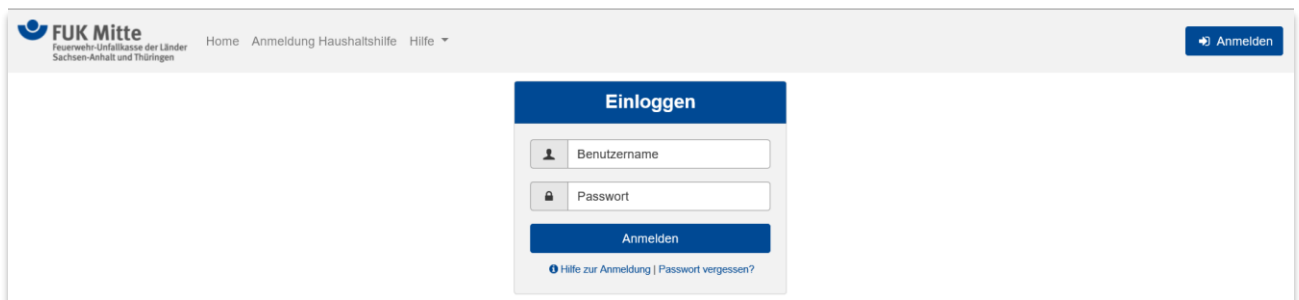 FUK Mitte
Feuerwehr-Unfallkasse der Länder
Sachsen-Anhalt und Thüringen
Home Anmeldung Haushaltshilfe Hilfe
Anmelden
Einloggen
Benutzername
Passwort
Anmelden
Hilfe zur Anmeldung | Passwort vergessen?